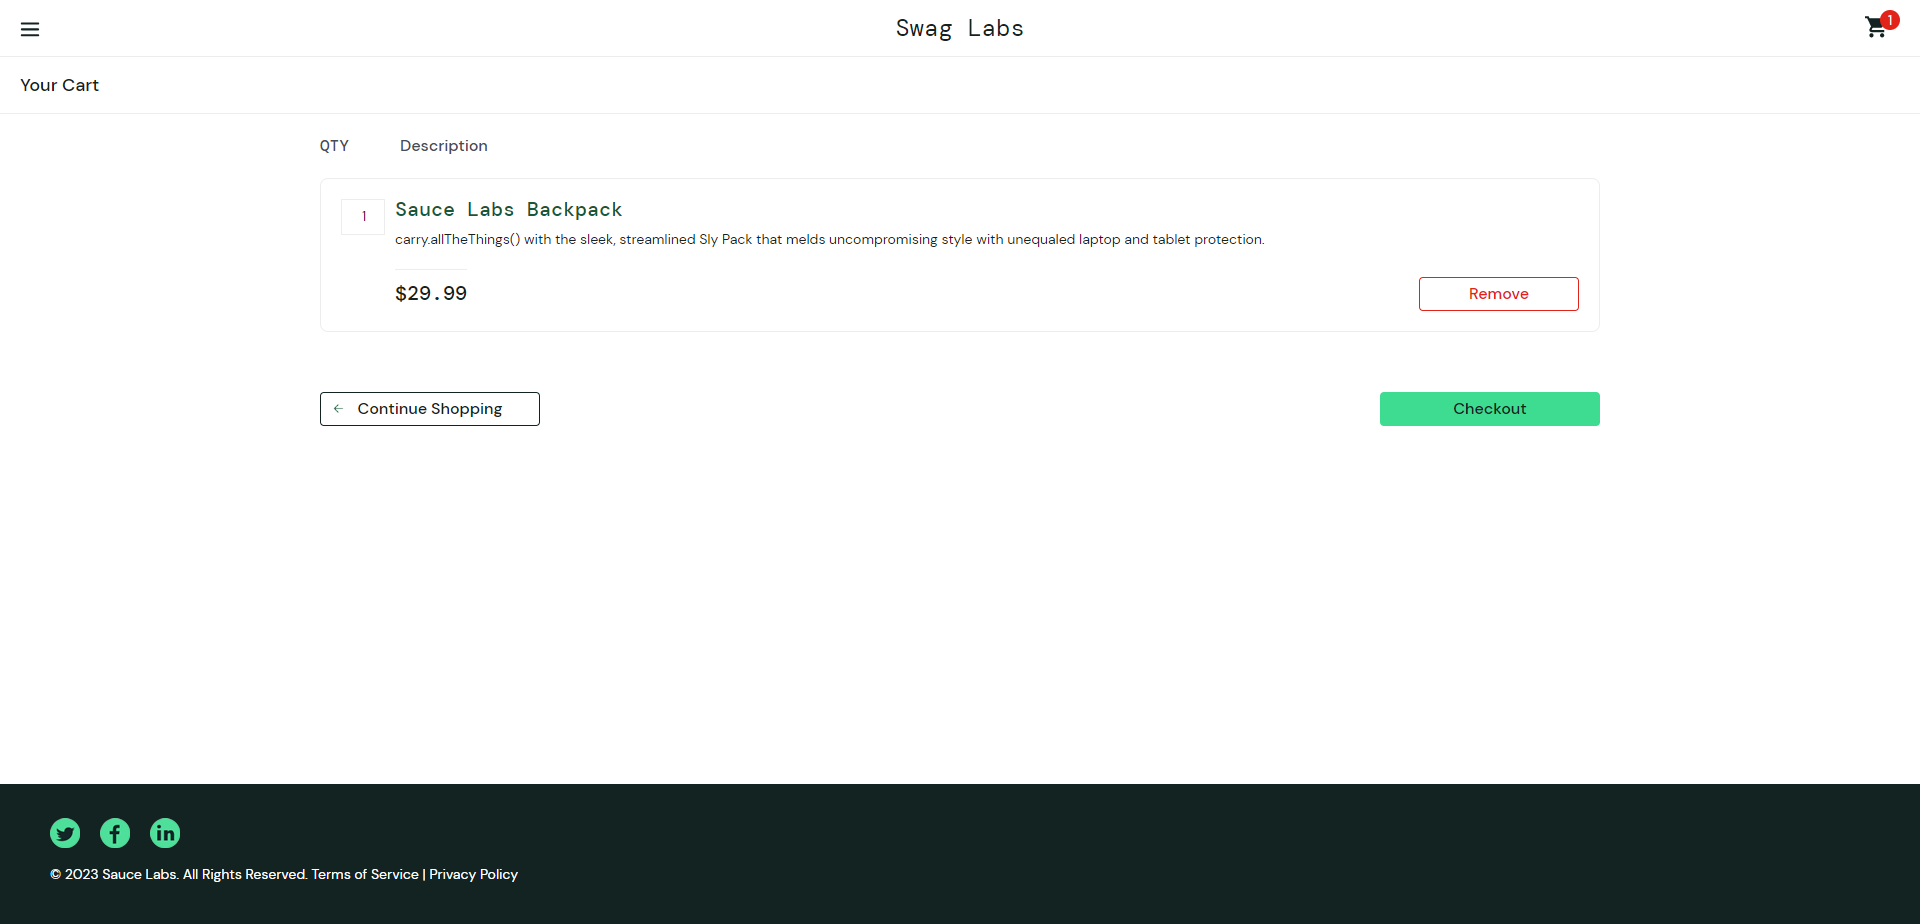 Swag Labs
1
Your Cart
QTY Description
1
Sauce Labs Backpack
carry.allTheThings() with the sleek, streamlined Sly Pack that melds uncompromising style with unequaled laptop and tablet protection.
$29.99
Remove
Continue Shopping
Checkout
© 2023 Sauce Labs. All Rights Reserved. Terms of Service | Privacy Policy